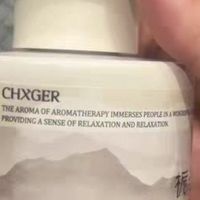 CHXGER
THE AROMA OF AROMATHERAPY IMMERSES PEOPLE IN A
PROVIDING A SENSE OF RELAXATION AND RELAXATION